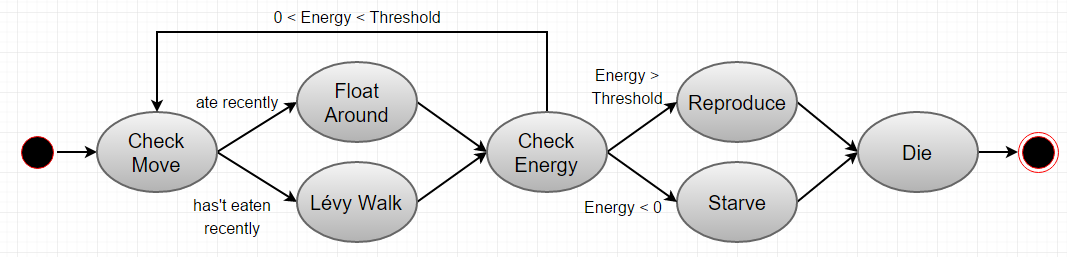 0 < Energy < Threshold
Check
Move
ate recently
has't eaten
recently
Float
Around
Lévy Walk
Check
Energy
Energy >
Threshold
Energy < 0
Reproduce
Starve
Die